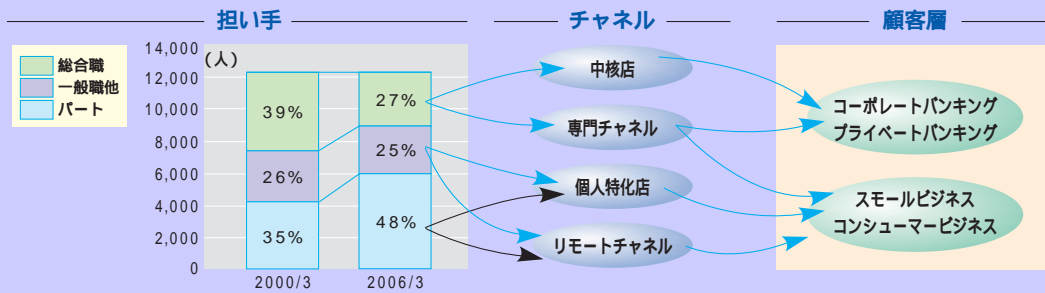 担い手
チャネル
顧客層
総合職
一般職他
パート
(人)
14,000
12,000
10,000
8,000
6,000
4,000
2,000
0
39%
26%
35%
27%
25%
48%
2000/3
2006/3
中核店
専門チャネル
個人特化店
リモートチャネル
コーポレートバンキング
プライベートバンキング
スモールビジネス
コンシューマービジネス